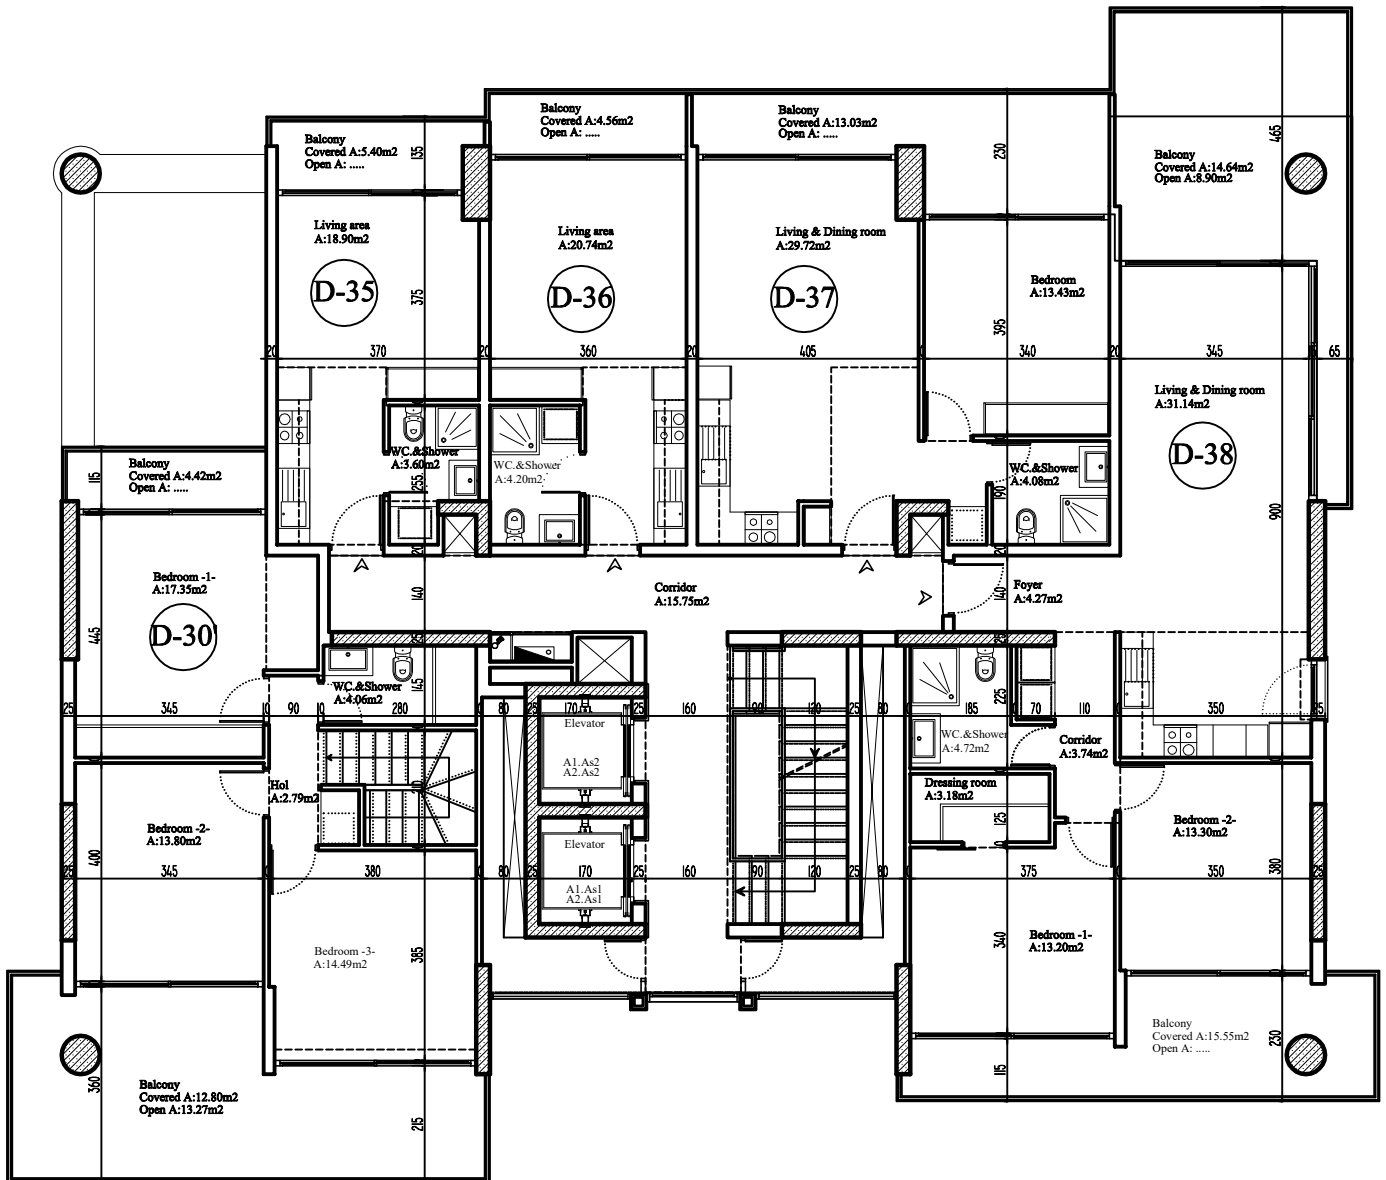 465
Balcony
Covered A:4.56m2
Open A: .....
Balcony
Covered A:13.03m2
Open A: .....
Balcony
Covered A:5.40m2
Open A: .....
135
230
Balcony
Covered A:14.64m2
Open A:8.90m2
Living area
A:18.90m2
Living area
A:20.74m2
Living & Dining room
A:29.72m2
Bedroom
A:13.43m2
D-35
D-36
D-37
375
395
20
370
20
360
20
405
340
20
345
65
Living & Dining room
A:31.14m2
D-38
Balcony
Covered A:4.42m2
Open A: .....
115
WC.&Shower
A:3.60m2
255
WC.&Shower
A:4.20m2
WC.&Shower
A:4.08m2
190
900
20
20
Bedroom -1-
A:17.35m2
D-30'
445
140
Corridor
A:15.75m2
Foyer
A:4.27m2
140
25
25
WC.&Shower
A:4.06m2
145
225
25
345
10
90
10
280
80
25
170
25
160
90
120
25
80
185
70
110
350
25
Elevator
A1.As2
A2.As2
WC.&Shower
A:4.72m2
Corridor
A:3.74m2
Hol
A:2.79m2
Dressing room
A:3.18m2
125
Bedroom -2-
A:13.80m2
400
Bedroom -2-
A:13.30m2
380
Elevator
A1.As1
A2.As1
25
345
380
80
25
170
25
160
90
120
25
80
375
350
25
Bedroom -3-
A:14.49m2
385
Bedroom -1-
A:13.20m2
340
Balcony
Covered A:15.55m2
Open A: .....
230
115
Balcony
Covered A:12.80m2
Open A:13.27m2
360
215